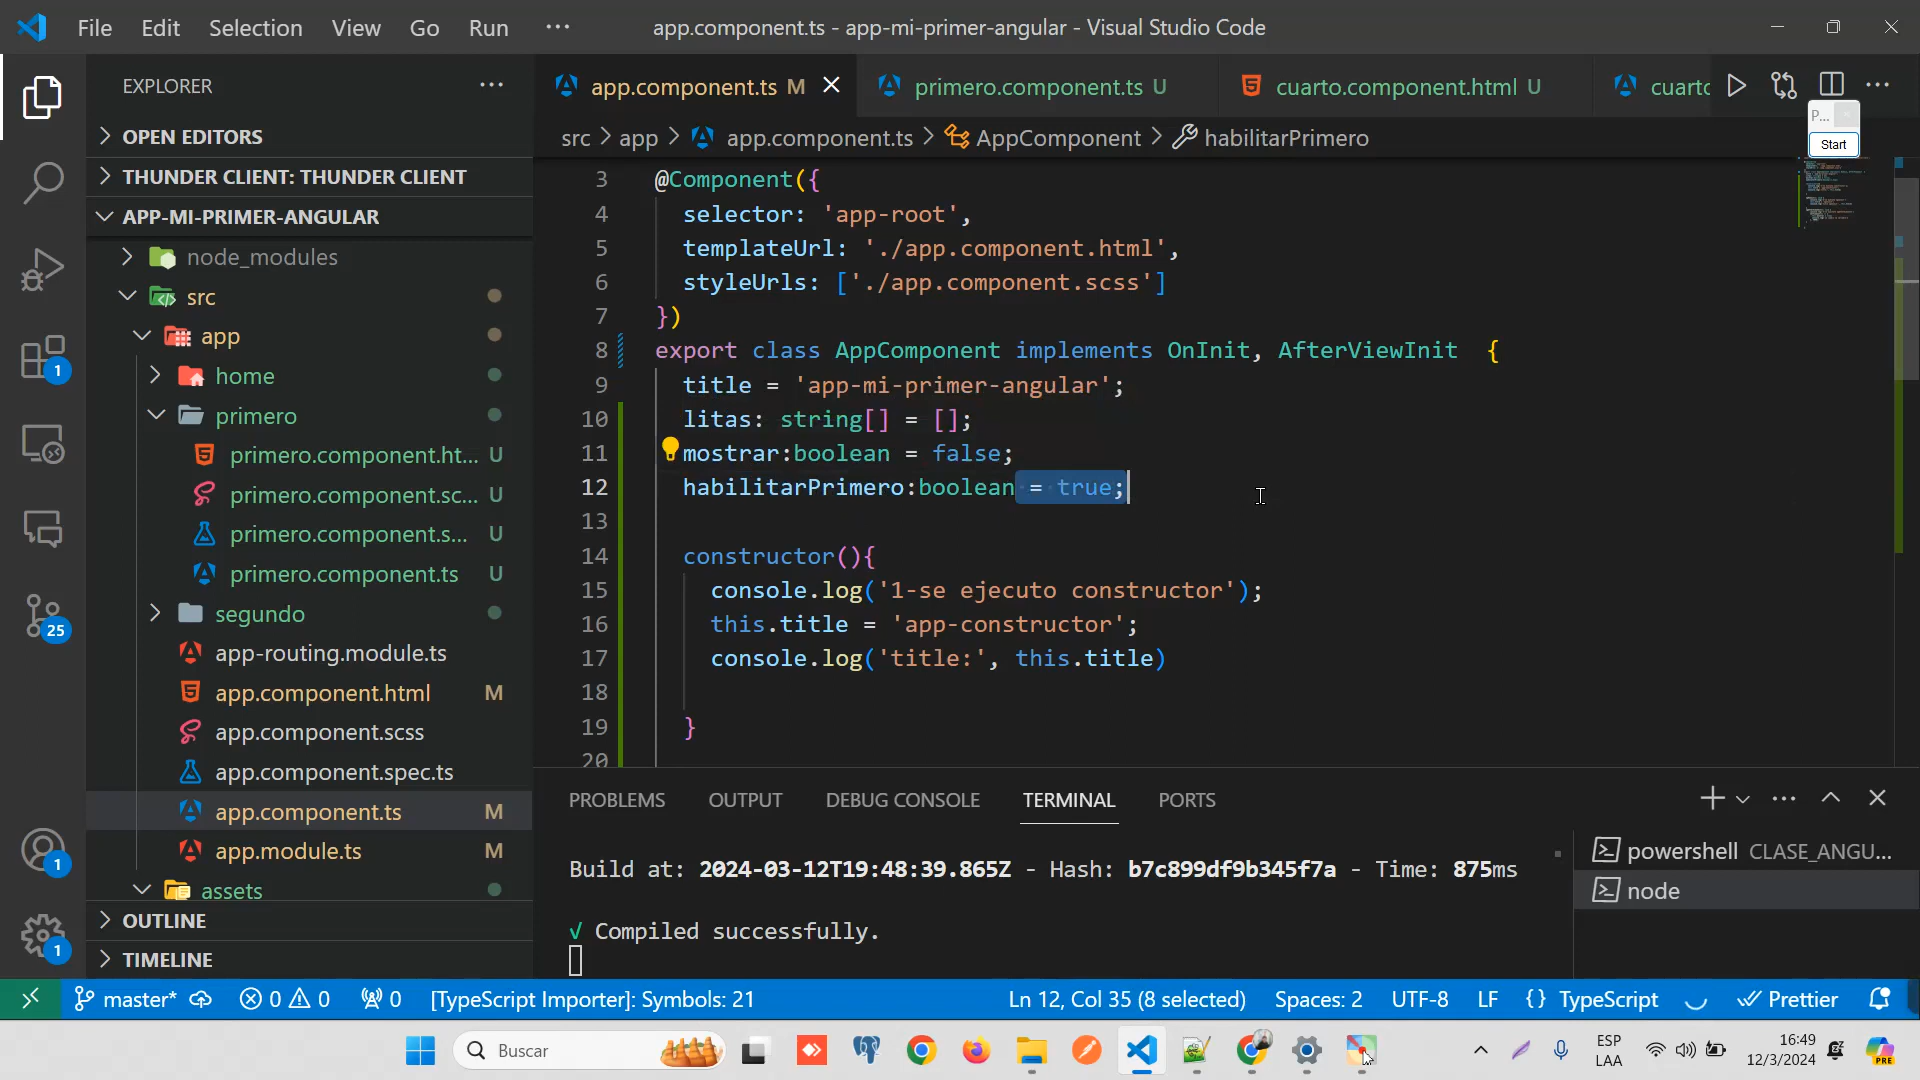 File Edit Selection View Go Run ··· app.component.ts - app-mi-primer-angular - Visual Studio Code
EXPLORER
app.component.ts M
primero.component.ts U
cuarto.component.html U
P...
Start
OPEN EDITORS
src > app > app.component.ts > AppComponent > habilitarPrimero
THUNDER CLIENT: THUNDER CLIENT
APP-MI-PRIMER-ANGULAR
node_modules
src
app
home
primero
primero.component.ht... U
primero.component.sc... U
primero.component.s... U
primero.component.ts U
segundo
app-routing.module.ts
app.component.html M
app.component.scss
app.component.spec.ts
app.component.ts M
app.module.ts M
assets
OUTLINE
TIMELINE
1
25
1
1
3 @Component({
4 selector: 'app-root',
5 templateUrl: './app.component.html',
6 styleUrls: ['./app.component.scss']
7 })
8 export class AppComponent implements OnInit, AfterViewInit {
9 title = 'app-mi-primer-angular';
10 litas: string[] = [];
11 mostrar:boolean = false;
12 habilitarPrimero:boolean = true;
13
14 constructor(){
15 console.log('1-se ejecuto constructor');
16 this.title = 'app-constructor';
17 console.log('title:', this.title)
18
19 }
20
PROBLEMS OUTPUT DEBUG CONSOLE TERMINAL PORTS
Build at: 2024-03-12T19:48:39.865Z - Hash: b7c899df9b345f7a - Time: 875ms
√ Compiled successfully.
powershell CLASE_ANGU...
node
master* 0 0 0 [TypeScript Importer]: Symbols: 21 Ln 12, Col 35 (8 selected) Spaces: 2 UTF-8 LF {} TypeScript Prettier
Buscar
ESP
LAA
16:49
12/3/2024
PRE